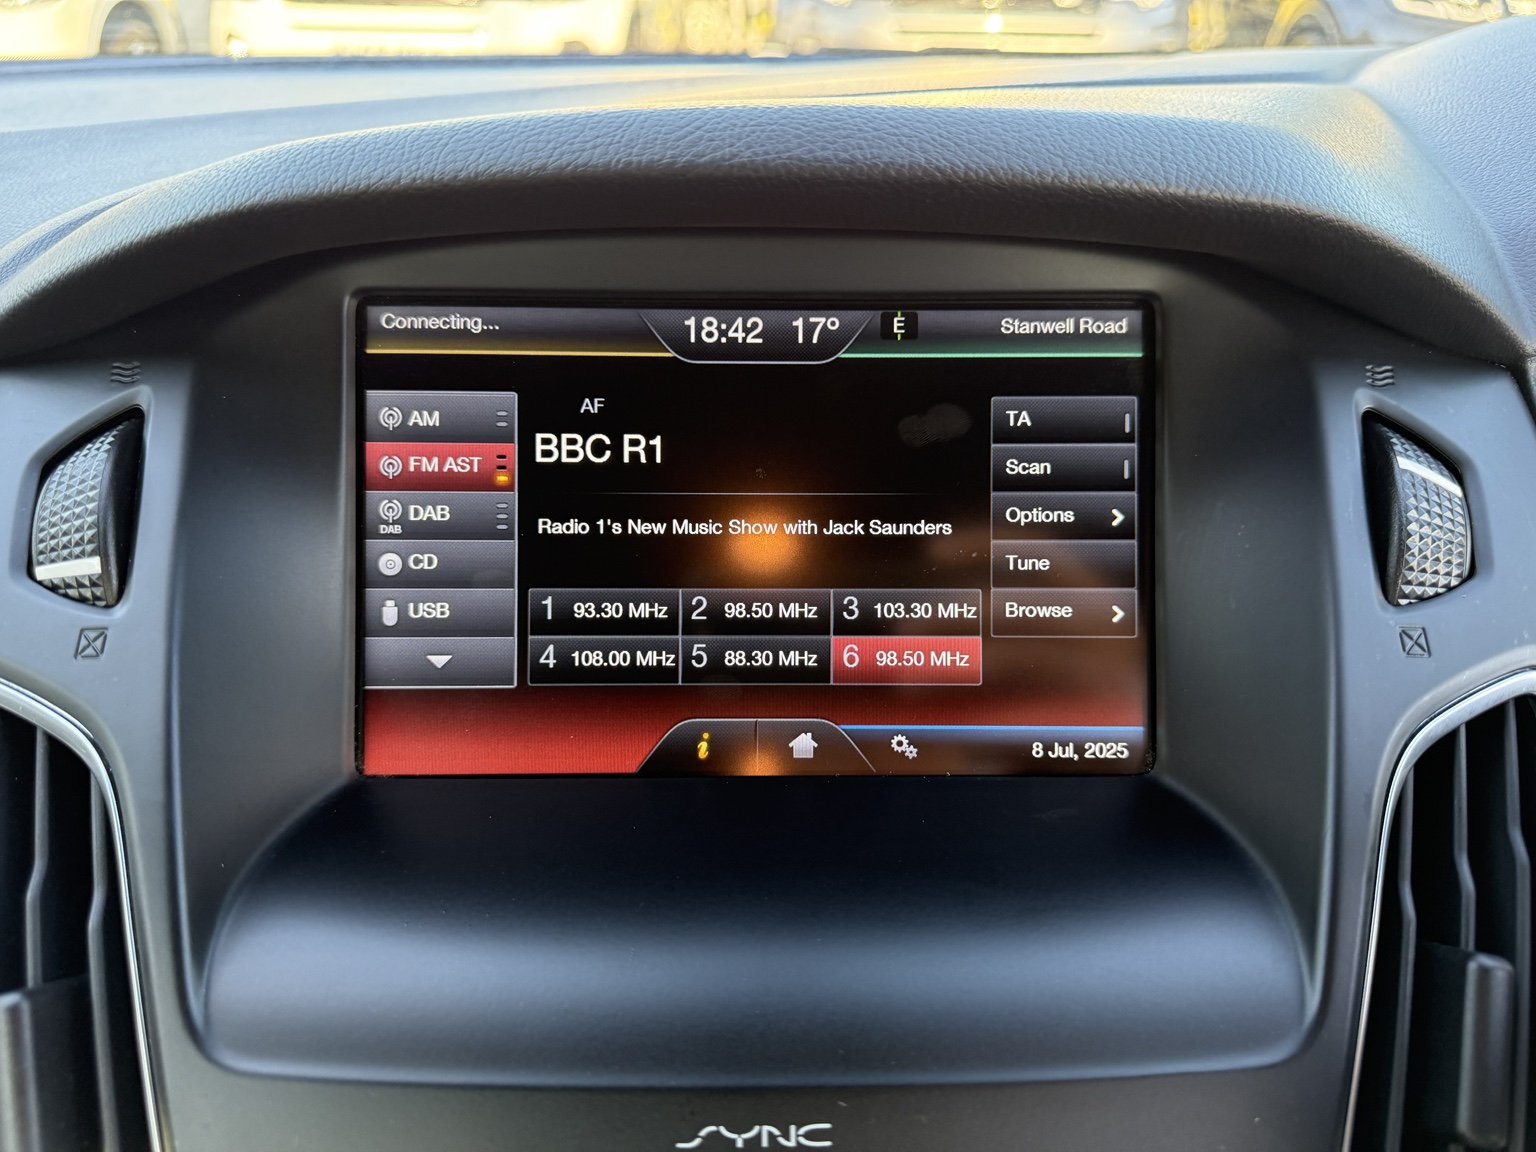 Connecting...
18:42 17°
E
Stanwell Road
AM
FM AST
DAB
DAB
CD
USB
AF
BBC R1
Radio 1's New Music Show with Jack Saunders
1 93.30 MHz
2 98.50 MHz
3 103.30 MHz
4 108.00 MHz
5 88.30 MHz
6 98.50 MHz
TA
Scan
Options
Tune
Browse
i
8 Jul, 2025
SYNC